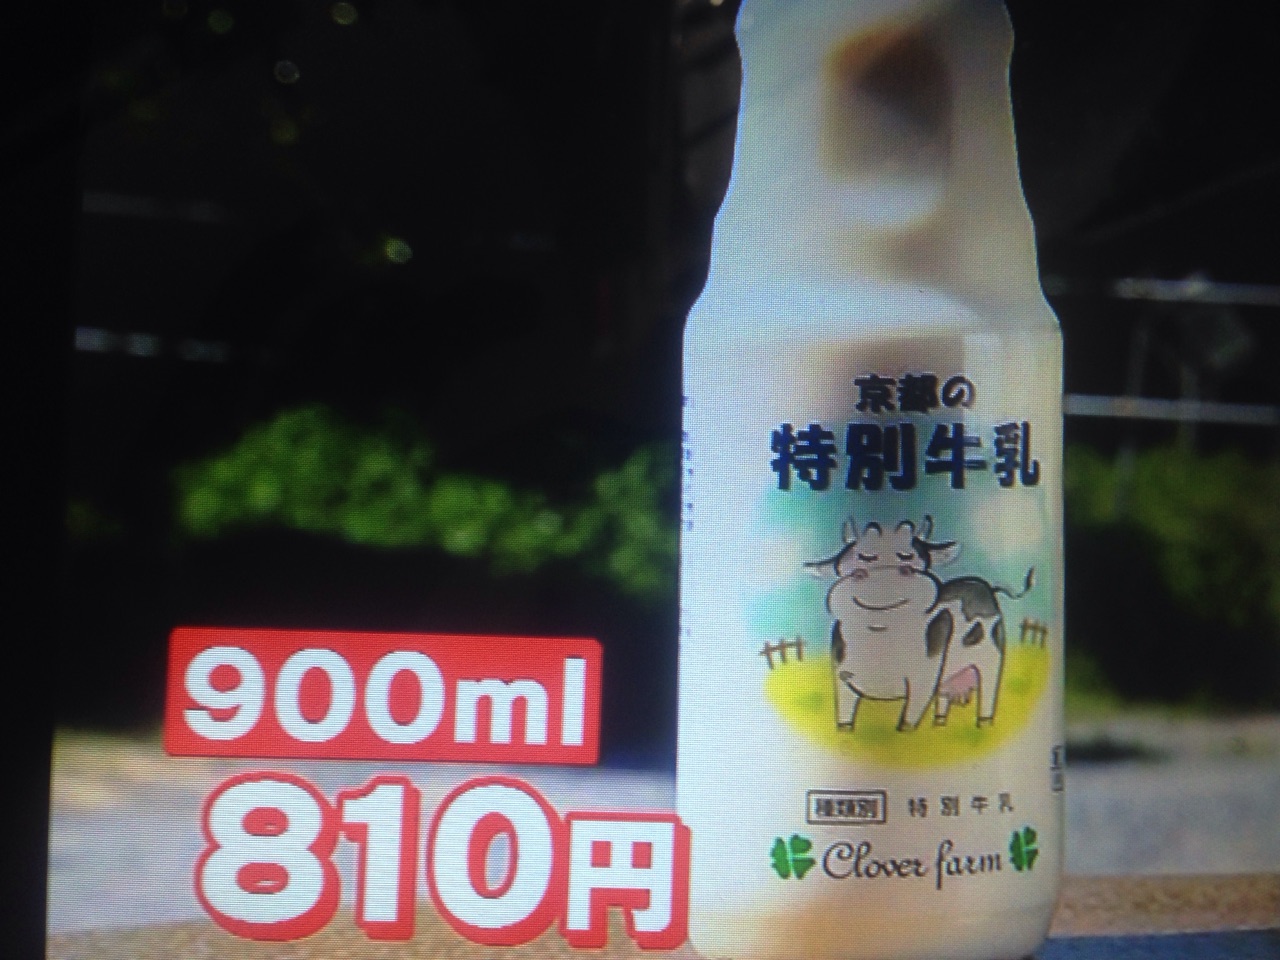 京都の
特別牛乳
種類別 特別牛乳
Clover farm
900ml
810円